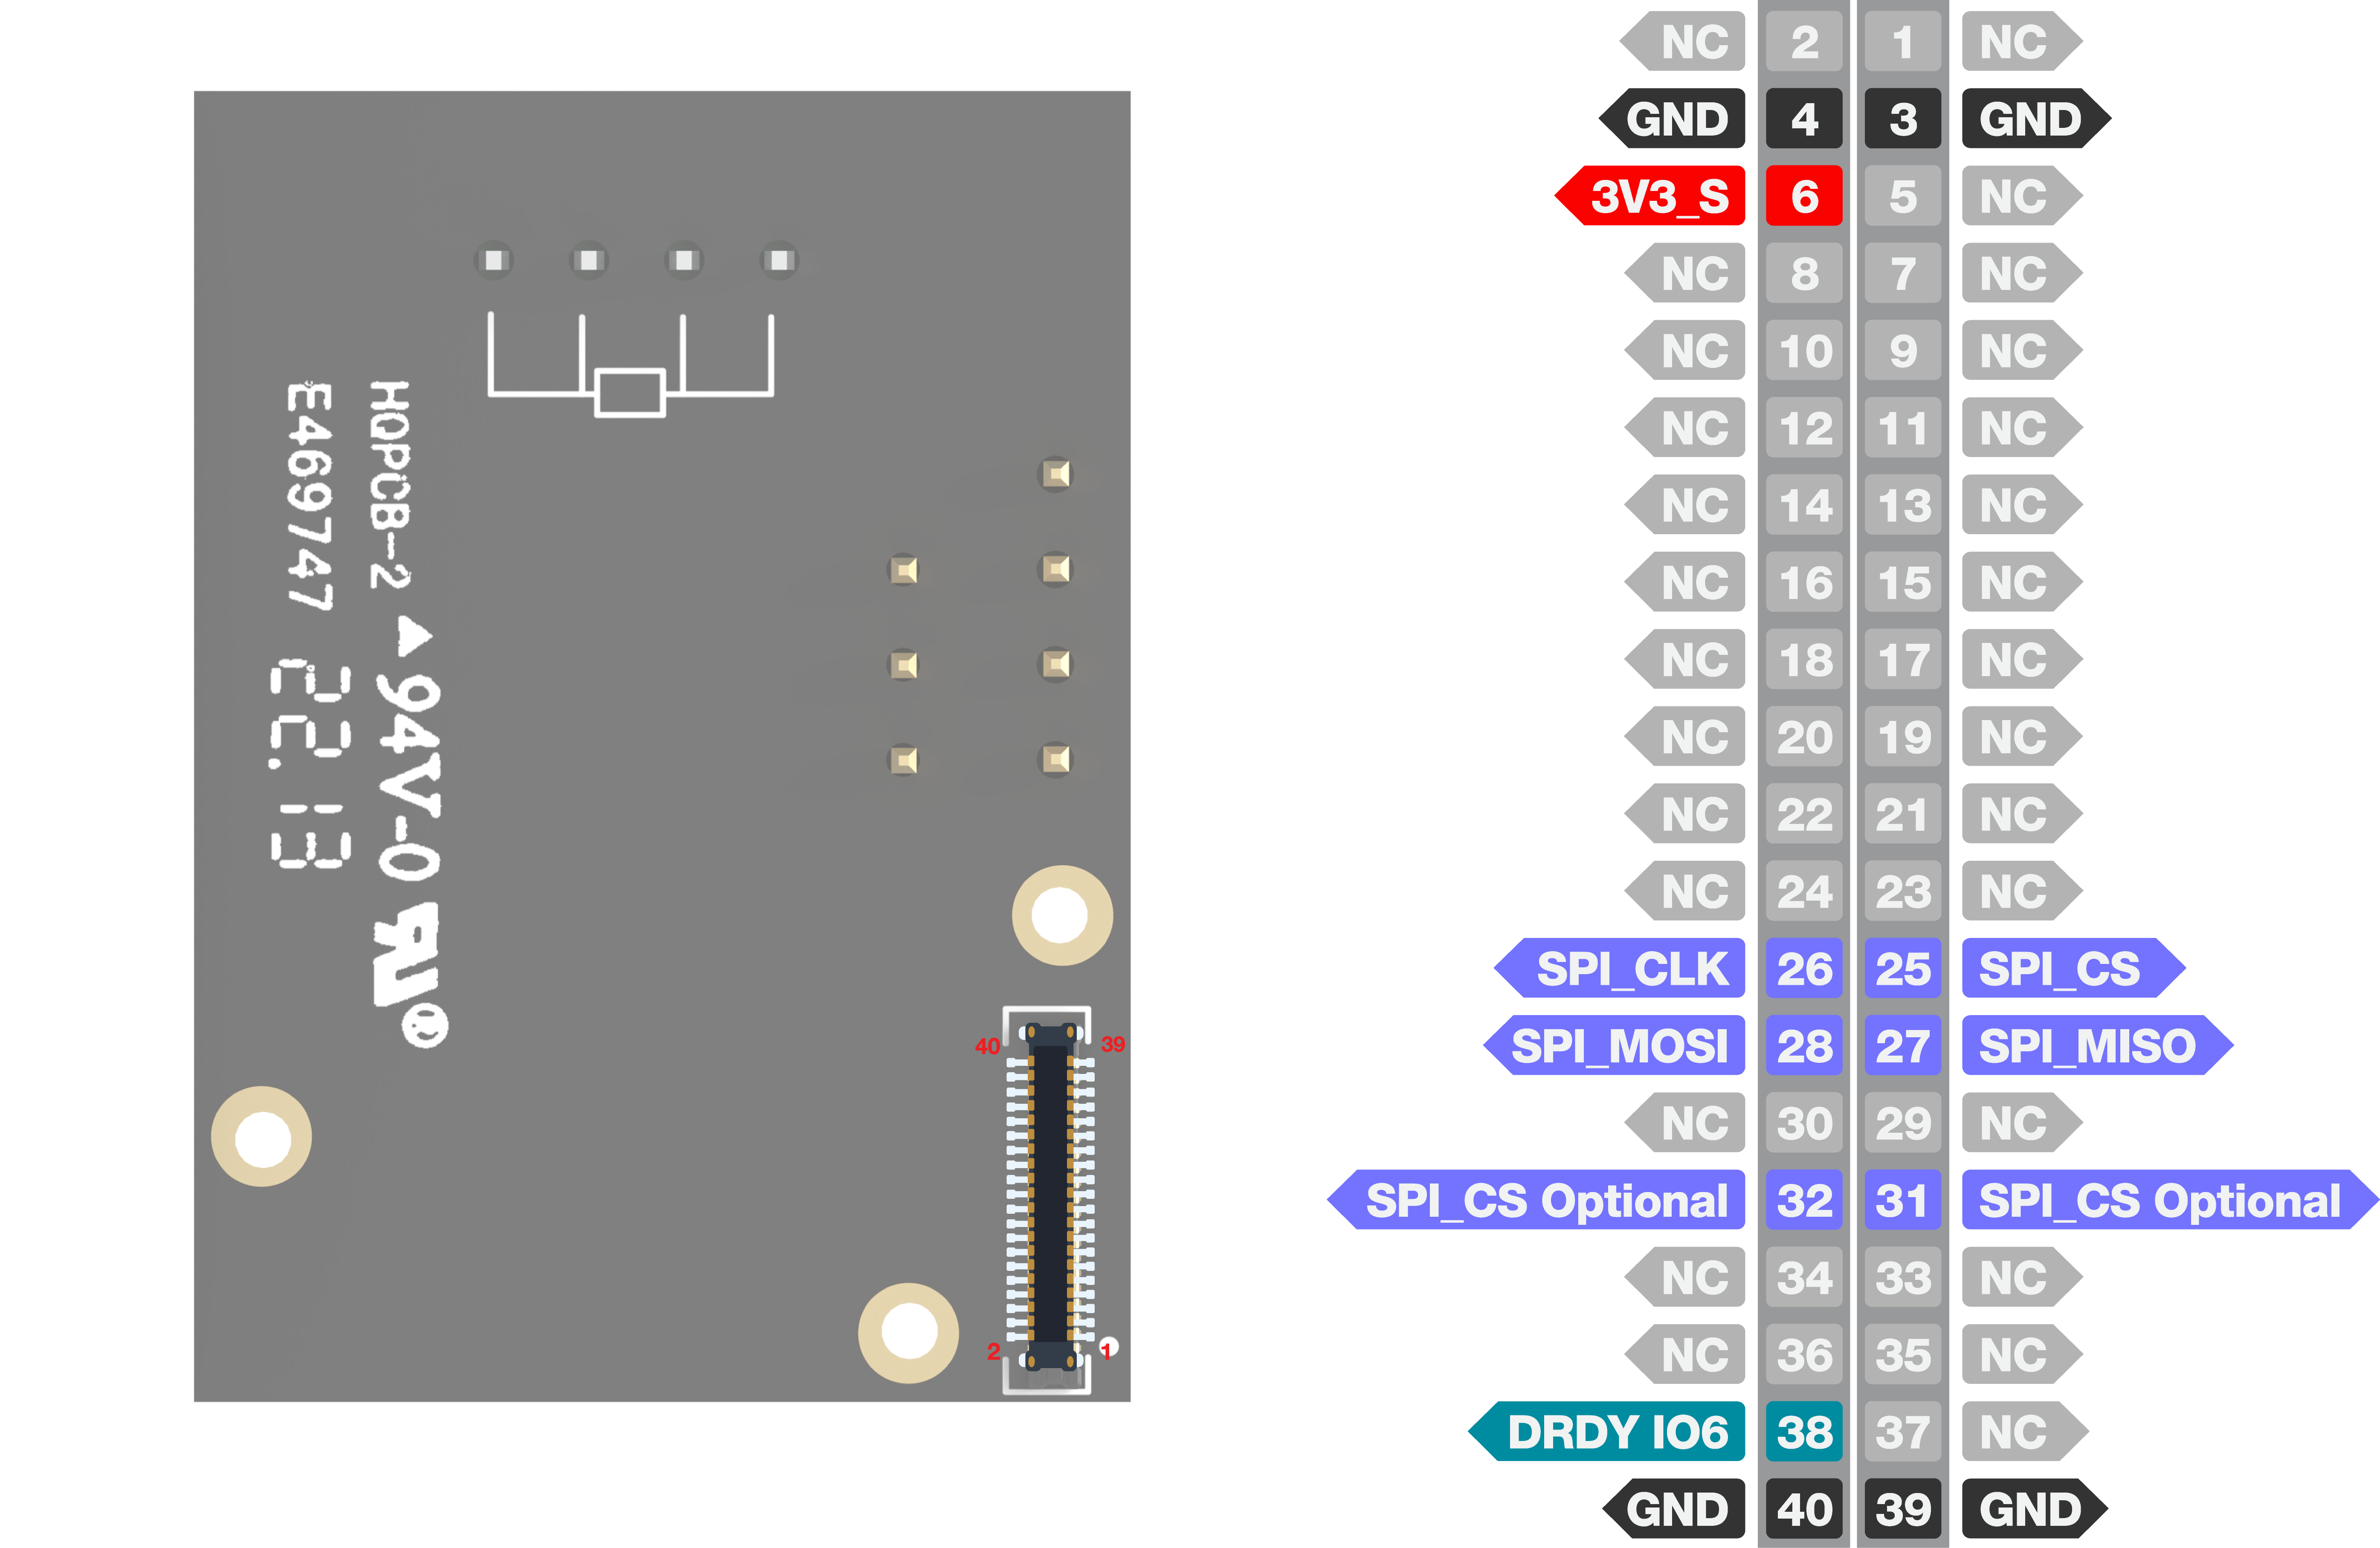 E469747 22.13
HQPCB-2 94V-0
40 39
2 1
NC 2 1 NC
GND 4 3 GND
3V3_S 6 5 NC
NC 8 7 NC
NC 10 9 NC
NC 12 11 NC
NC 14 13 NC
NC 16 15 NC
NC 18 17 NC
NC 20 19 NC
NC 22 21 NC
NC 24 23 NC
SPI_CLK 26 25 SPI_CS
SPI_MOSI 28 27 SPI_MISO
NC 30 29 NC
SPI_CS Optional 32 31 SPI_CS Optional
NC 34 33 NC
NC 36 35 NC
DRDY IO6 38 37 NC
GND 40 39 GND